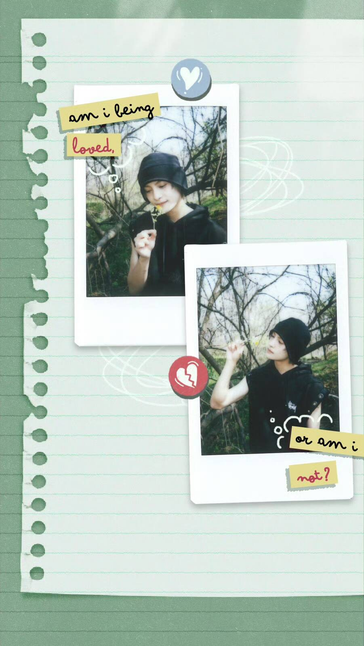 am i being
loved,
or am i
not?